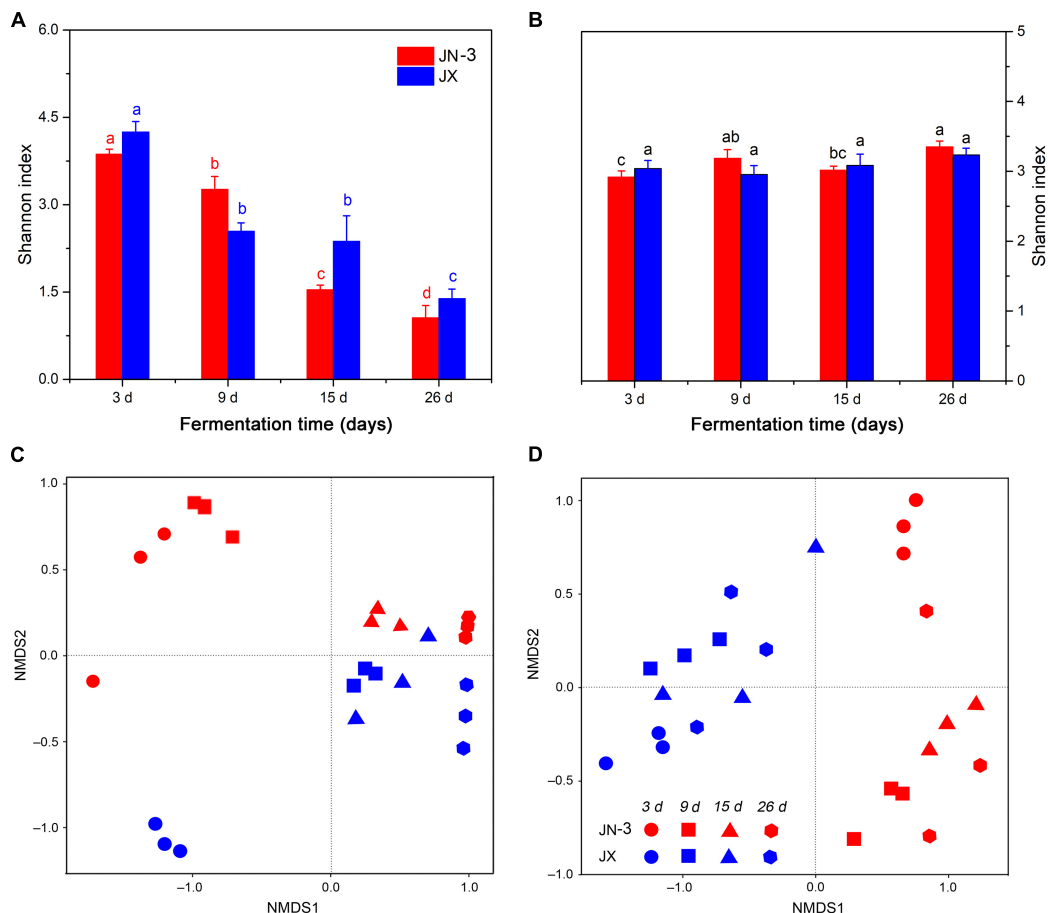 A
6.0
4.5
3.0
1.5
0.0
Shannon index
JN-3
JX
a
a
b
b
c
b
d
c
3 d
9 d
15 d
26 d
Fermentation time (days)
B
5
4
3
2
1
0
Shannon index
c
a
ab
a
bc
a
a
a
3 d
9 d
15 d
26 d
Fermentation time (days)
C
1.0
0.5
0.0
−0.5
−1.0
NMDS2
−1.0
0.0
1.0
NMDS1
D
1.0
0.5
0.0
−0.5
−1.0
NMDS2
3 d 9 d 15 d 26 d
JN-3
JX
−1.0
0.0
1.0
NMDS1